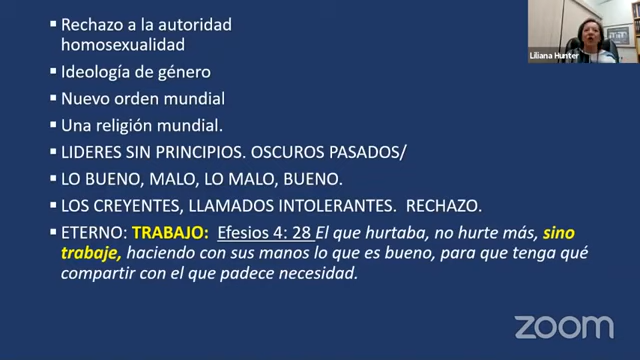 Rechazo a la autoridad
homosexualidad
Ideología de género
Nuevo orden mundial
Una religión mundial.
LIDERES SIN PRINCIPIOS. OSCUROS PASADOS/
LO BUENO, MALO, LO MALO, BUENO.
LOS CREYENTES, LLAMADOS INTOLERANTES. RECHAZO.
ETERNO: TRABAJO: Efesios 4: 28 El que hurtaba, no hurte más, sino
trabaje, haciendo con sus manos lo que es bueno, para que tenga qué
compartir con el que padece necesidad.
Liliana Hunter
zoom